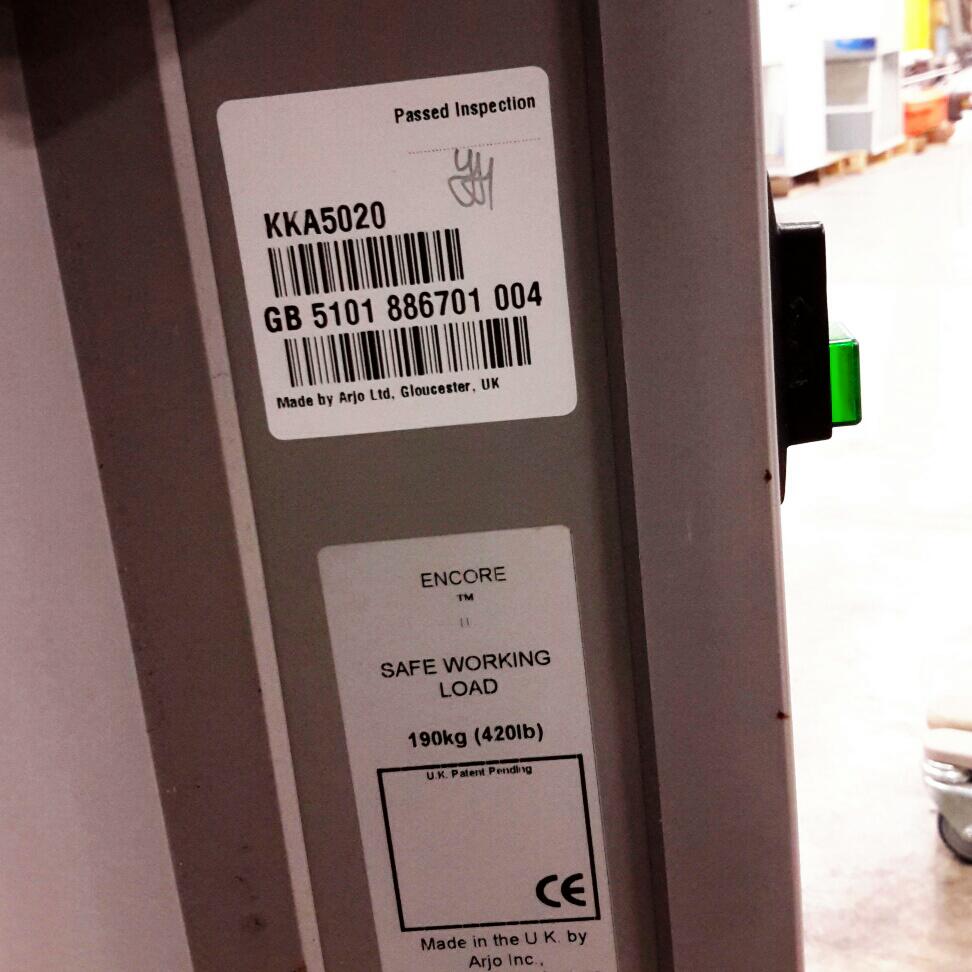 Passed Inspection
KKA5020
GB 5101 886701 004
Made by Arjo Ltd, Gloucester, UK
ENCORE
TM
II
SAFE WORKING
LOAD
190kg (420lb)
U.K. Patent Pending
CE
Made in the U K. by
Arjo Inc.,